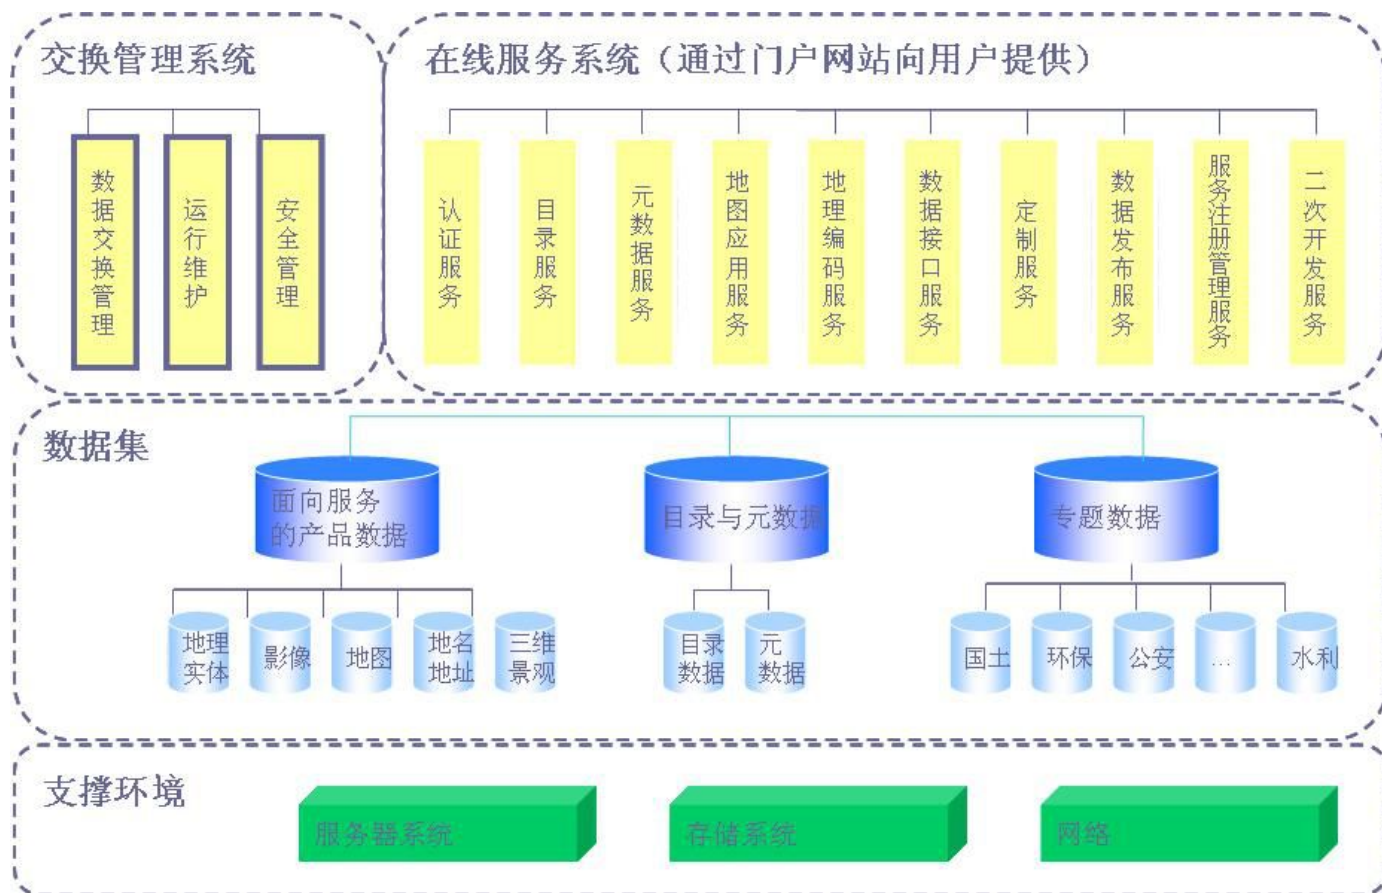 交换管理系统
在线服务系统（通过门户网站向用户提供）
数据交换管理
运行维护
安全管理
认证服务
目录服务
元数据服务
地图应用服务
地理编码服务
数据接口服务
定制服务
数据发布服务
服务注册管理服务
二次开发服务
数据集
面向服务
的产品数据
目录与元数据
专题数据
地理
实体
影像
地图
地名
地址
三维
景观
目录
数据
元
数据
国土
环保
公安
...
水利
支撑环境
服务器系统
存储系统
网络